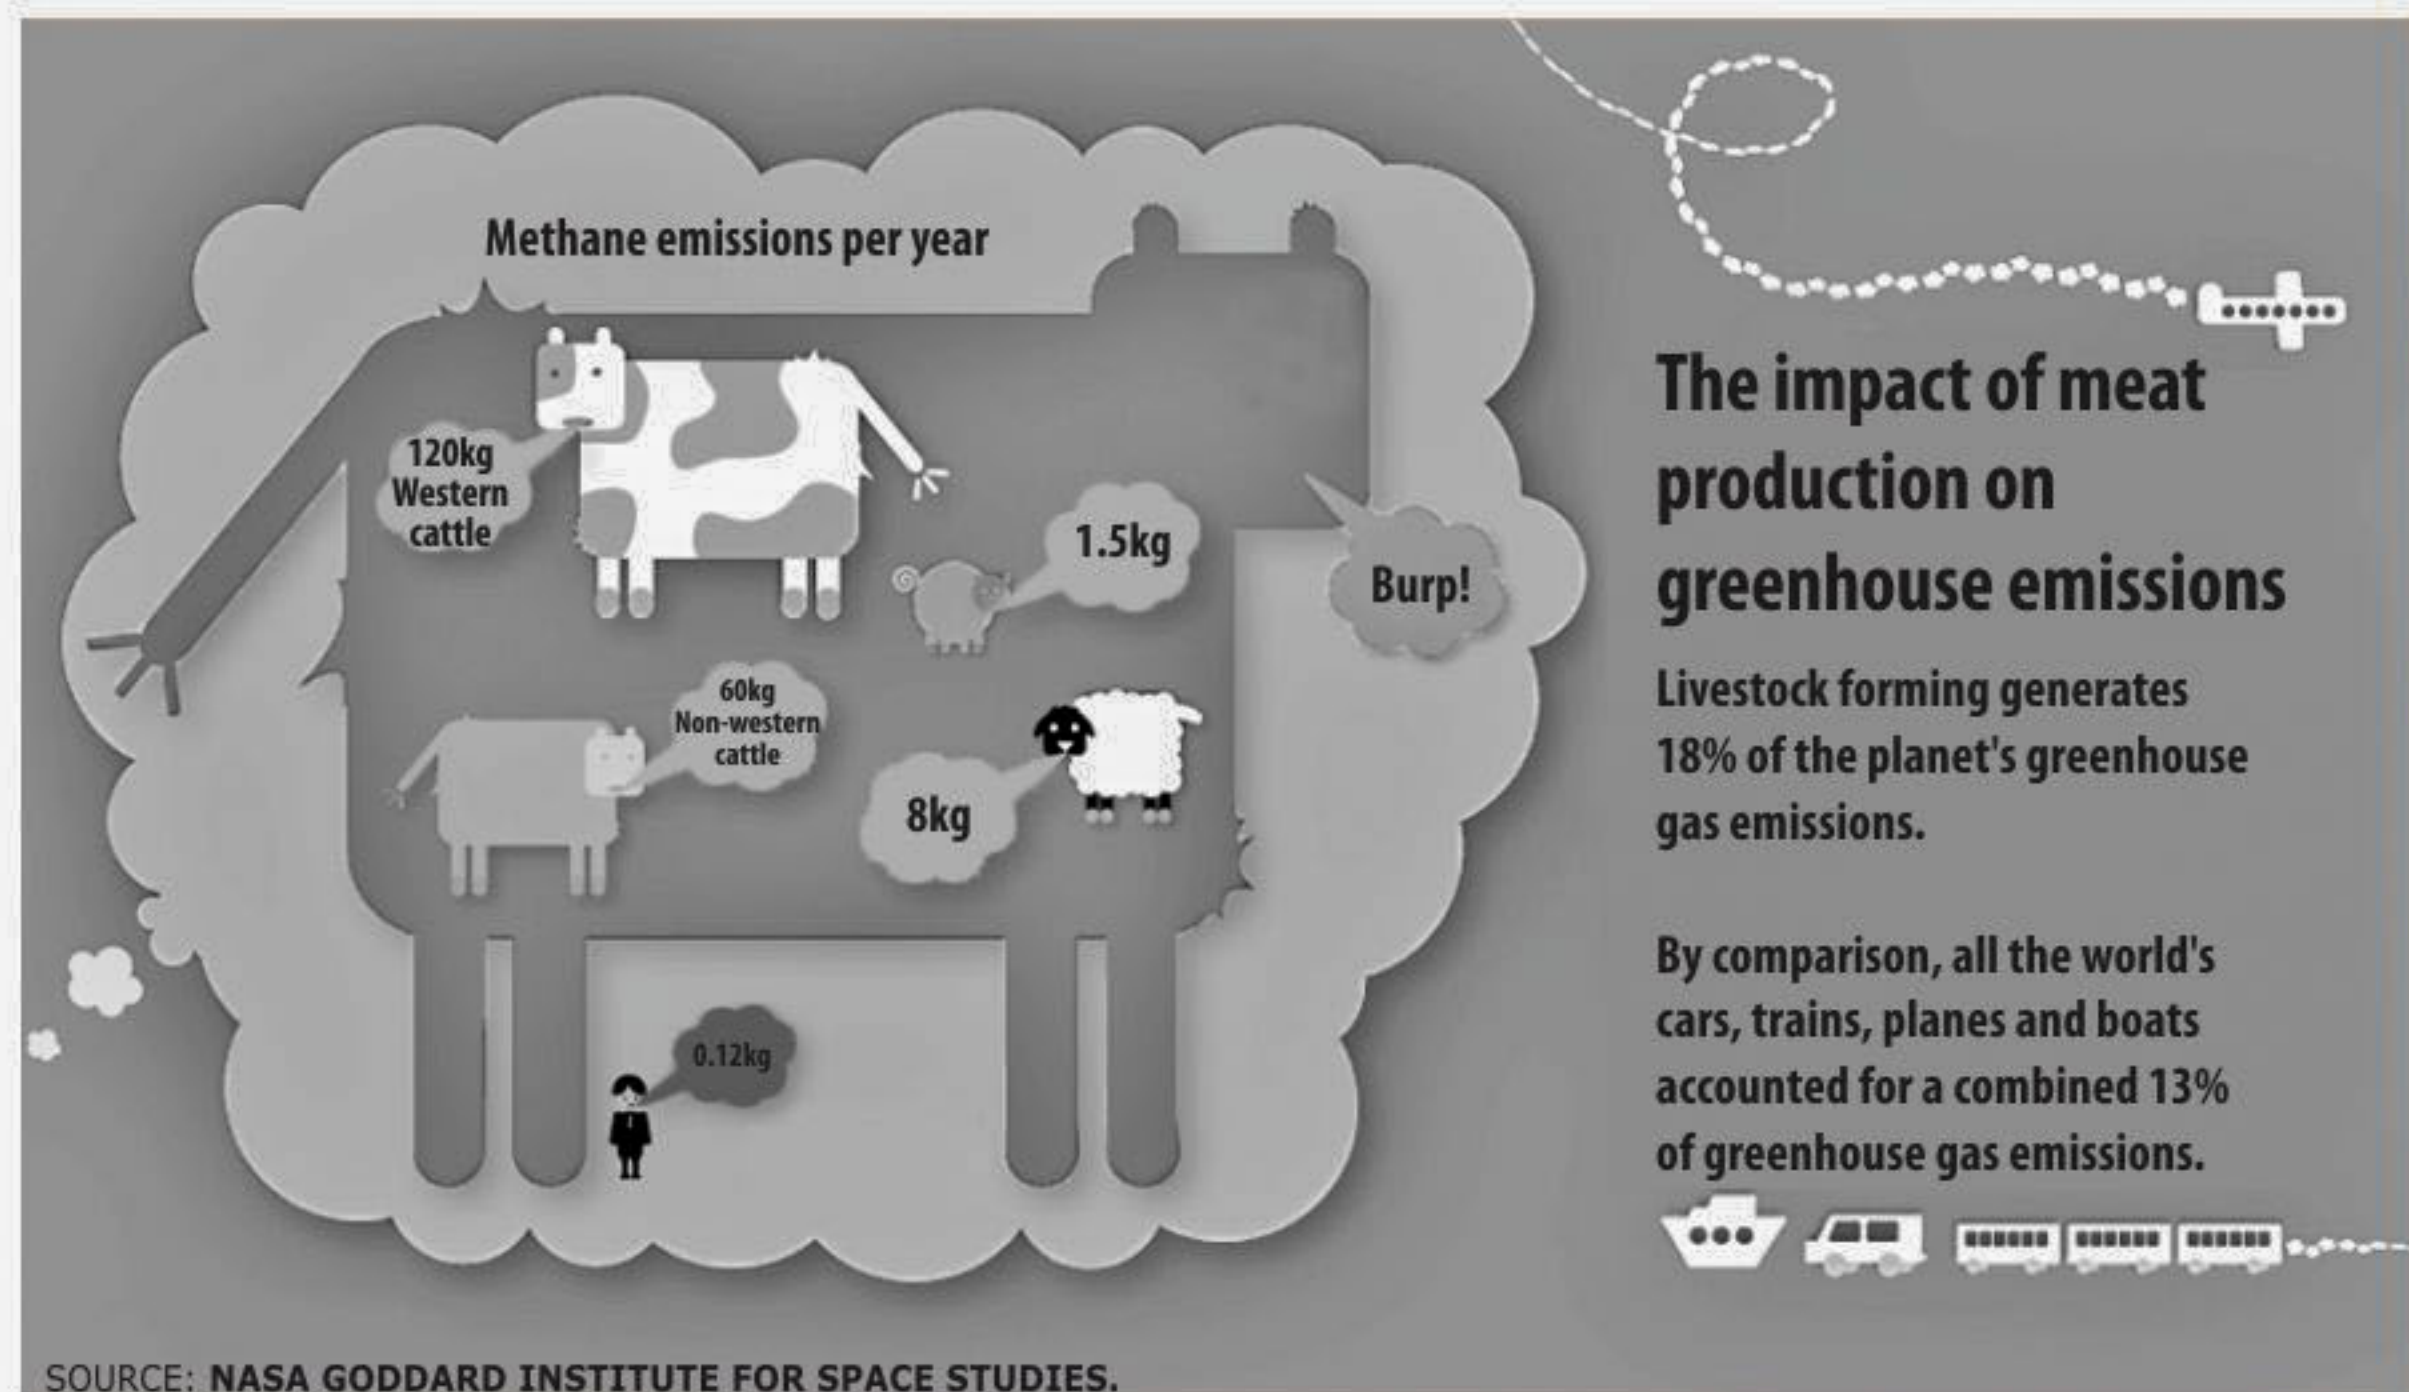 Methane emissions per year
120kg
Western
cattle
1.5kg
Burp!
60kg
Non-western
cattle
8kg
0.12kg
The impact of meat
production on
greenhouse emissions
Livestock forming generates
18% of the planet's greenhouse
gas emissions.
By comparison, all the world's
cars, trains, planes and boats
accounted for a combined 13%
of greenhouse gas emissions.
SOURCE: NASA GODDARD INSTITUTE FOR SPACE STUDIES.